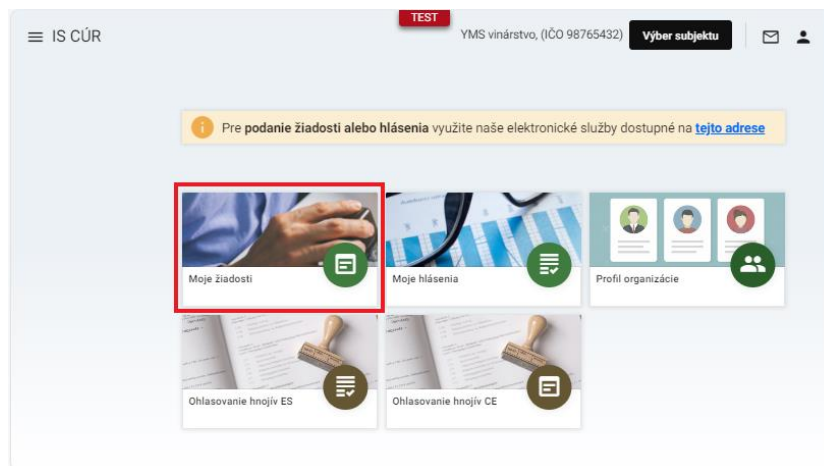 TEST
IS CÚR
YMS vinárstvo, (IČO 98765432)
Výber subjektu
Pre podanie žiadosti alebo hlásenia využite naše elektronické služby dostupné na tejto adrese
Moje žiadosti
Moje hlásenia
Profil organizácie
Ohlasovanie hnojív ES
Ohlasovanie hnojív CE